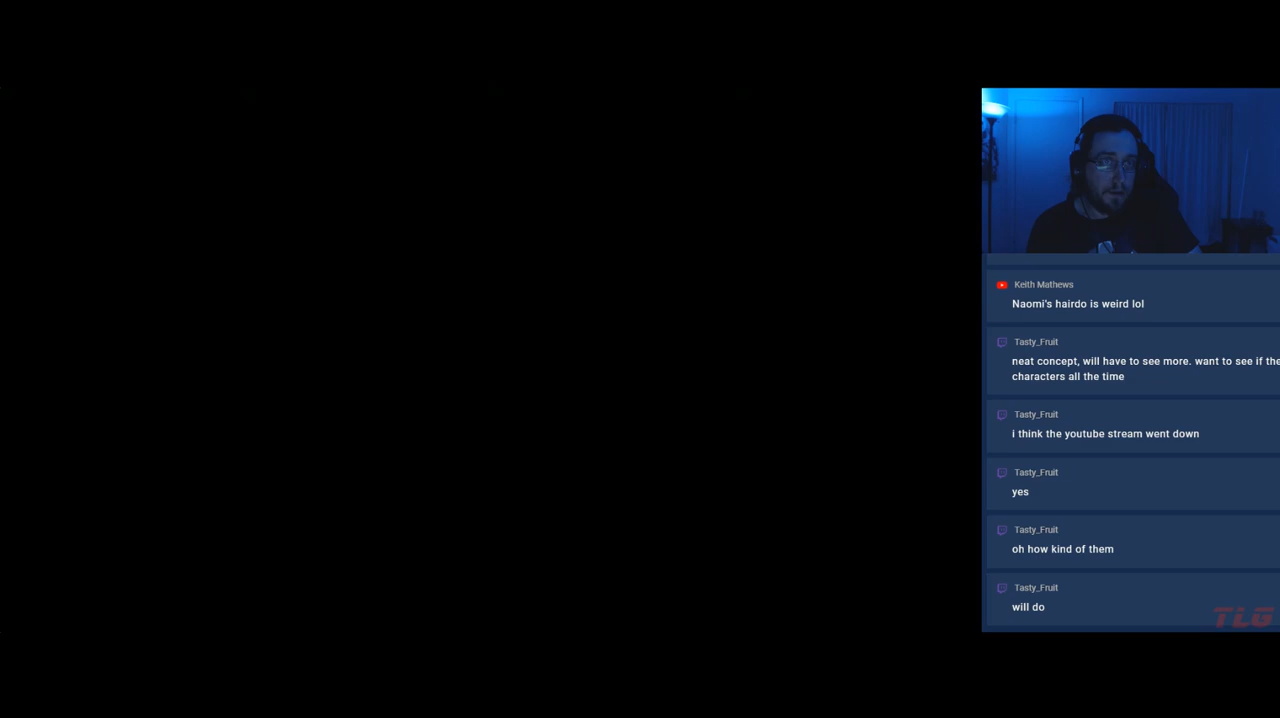 Keith Mathews
Naomi's hairdo is weird lol
Tasty_Fruit
neat concept, will have to see more. want to see if the
characters all the time
Tasty_Fruit
i think the youtube stream went down
Tasty_Fruit
yes
Tasty_Fruit
oh how kind of them
Tasty_Fruit
will do
TLG